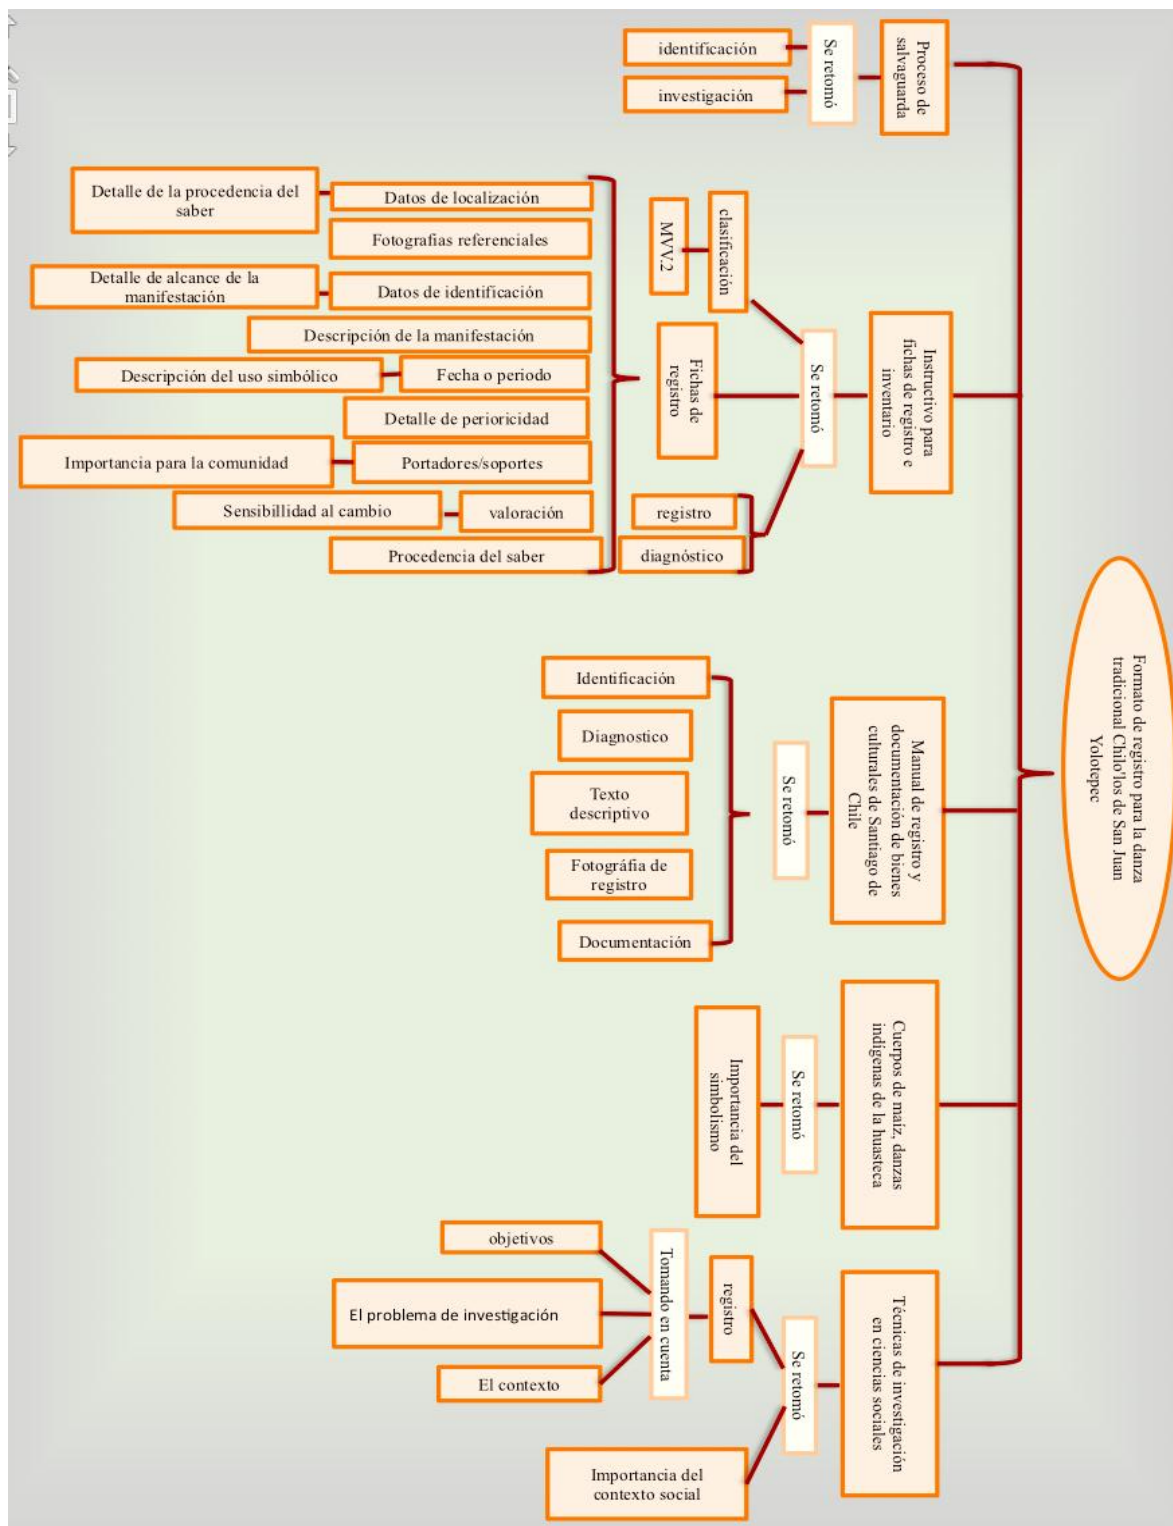 Formato de registro para la danza
tradicional Chilo'los de San Juan
Yolotepec
Proceso de
salvaguarda
Se retomó
identificación
investigación
Instructivo para
fichas de registro e
inventario
Se retomó
clasificación
MVV.2
Fichas de
registro
Datos de localización
Detalle de la procedencia del
saber
Fotografias referenciales
Datos de identificación
Detalle de alcance de la
manifestación
Descripción de la manifestación
Fecha o periodo
Descripción del uso simbólico
Detalle de perioricidad
Portadores/soportes
Importancia para la comunidad
valoración
Sensibillidad al cambio
Procedencia del saber
registro
diagnóstico
Manual de registro y
documentación de bienes
culturales de Santiago de
Chile
Se retomó
Identificación
Diagnostico
Texto
descriptivo
Fotográfia de
registro
Documentación
Cuerpos de maíz, danzas
indígenas de la huasteca
Se retomó
Importancia del
simbolismo
Técnicas de investigación
en ciencias sociales
Se retomó
registro
Tomando en cuenta
objetivos
El problema de investigación
El contexto
Importancia del
contexto social